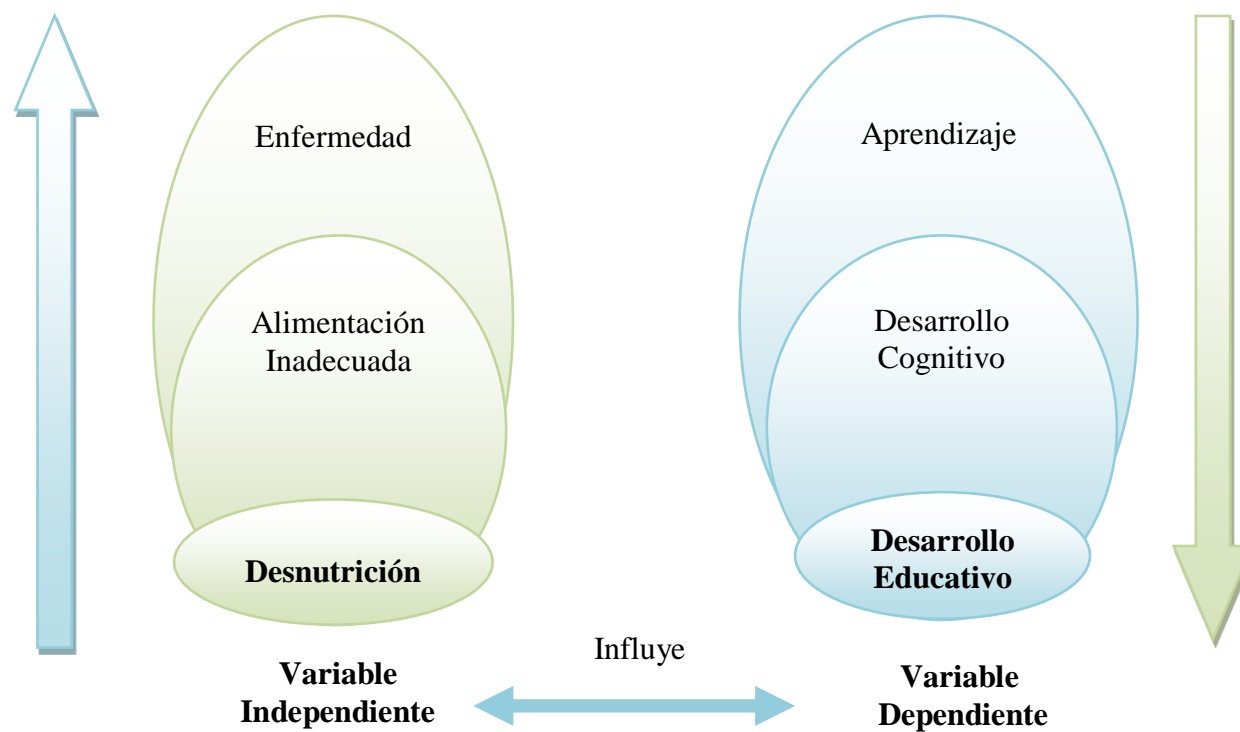 Enfermedad
Alimentación
Inadecuada
Desnutrición
Variable
Independiente
Influye
Aprendizaje
Desarrollo
Cognitivo
Desarrollo
Educativo
Variable
Dependiente